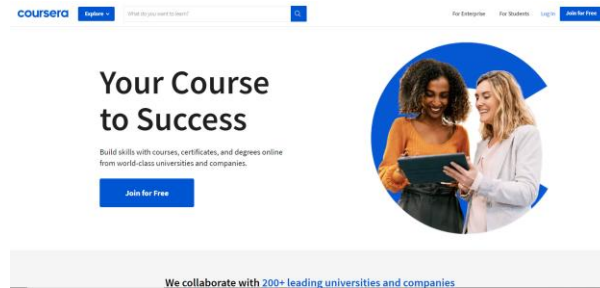 coursera
Explore
What do you want to learn?
For Enterprise
For Students
Log In
Join for Free
Your Course
to Success
Build skills with courses, certificates, and degrees online
from world-class universities and companies.
Join for Free
We collaborate with 200+ leading universities and companies